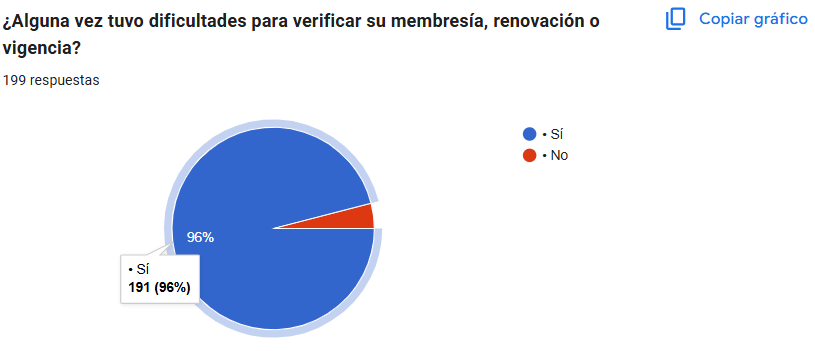 ¿Alguna vez tuvo dificultades para verificar su membresía, renovación o
vigencia?
Copiar gráfico
199 respuestas
• Sí
• No
96%
• Sí
191 (96%)